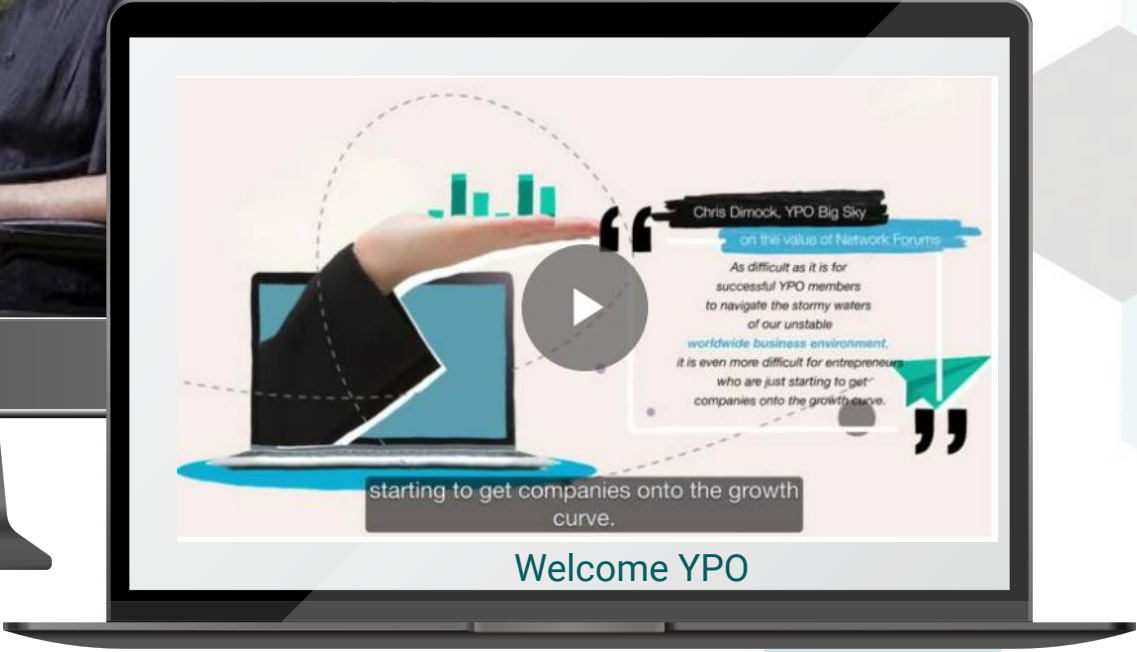 Chris Dimock, YPO Big Sky
on the value of Network Forums
“
As difficult as it is for
successful YPO members
to navigate the stormy waters
of our unstable
worldwide business environment,
it is even more difficult for entrepreneurs
who are just starting to get
companies onto the growth curve.
”
starting to get companies onto the growth
curve.
Welcome YPO